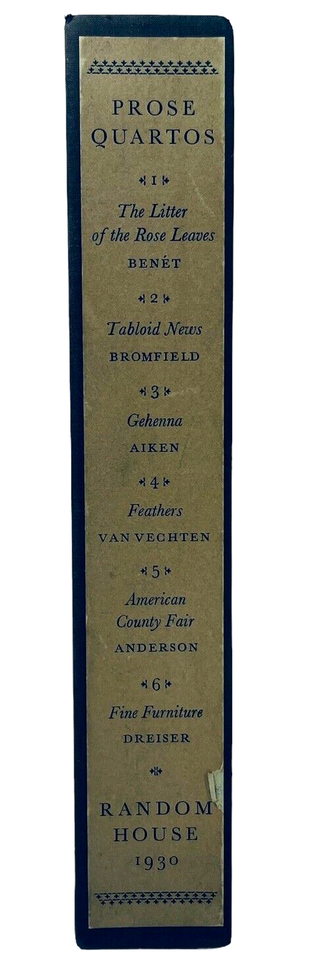 PROSE
QUARTOS
1
The Litter
of the Rose Leaves
BENÉT
2
Tabloid News
BROMFIELD
3
Gehenna
AIKEN
4
Feathers
VAN VECHTEN
5
American
County Fair
ANDERSON
6
Fine Furniture
DREISER
RANDOM
HOUSE
1930